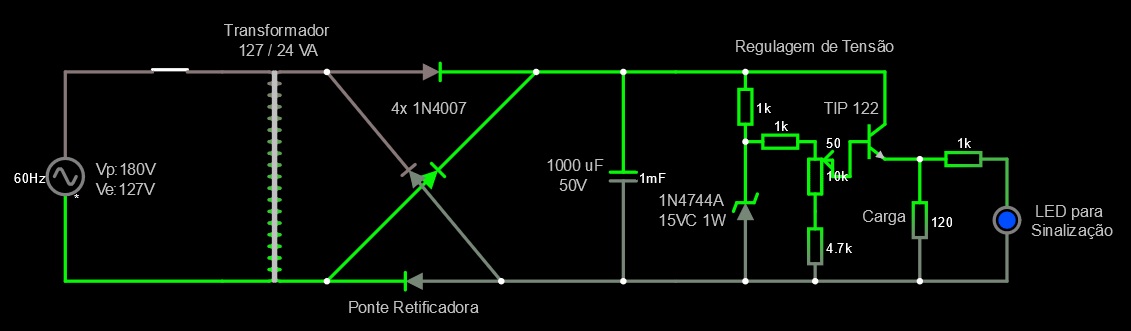 Transformador
127 / 24 VA
Regulagem de Tensão
4x 1N4007
1k
TIP 122
1k
50
1k
60Hz
Vp:180V
Ve:127V
*
1000 uF
50V
1mF
10k
1N4744A
15VC 1W
Carga
120
LED para
Sinalização
4.7k
Ponte Retificadora